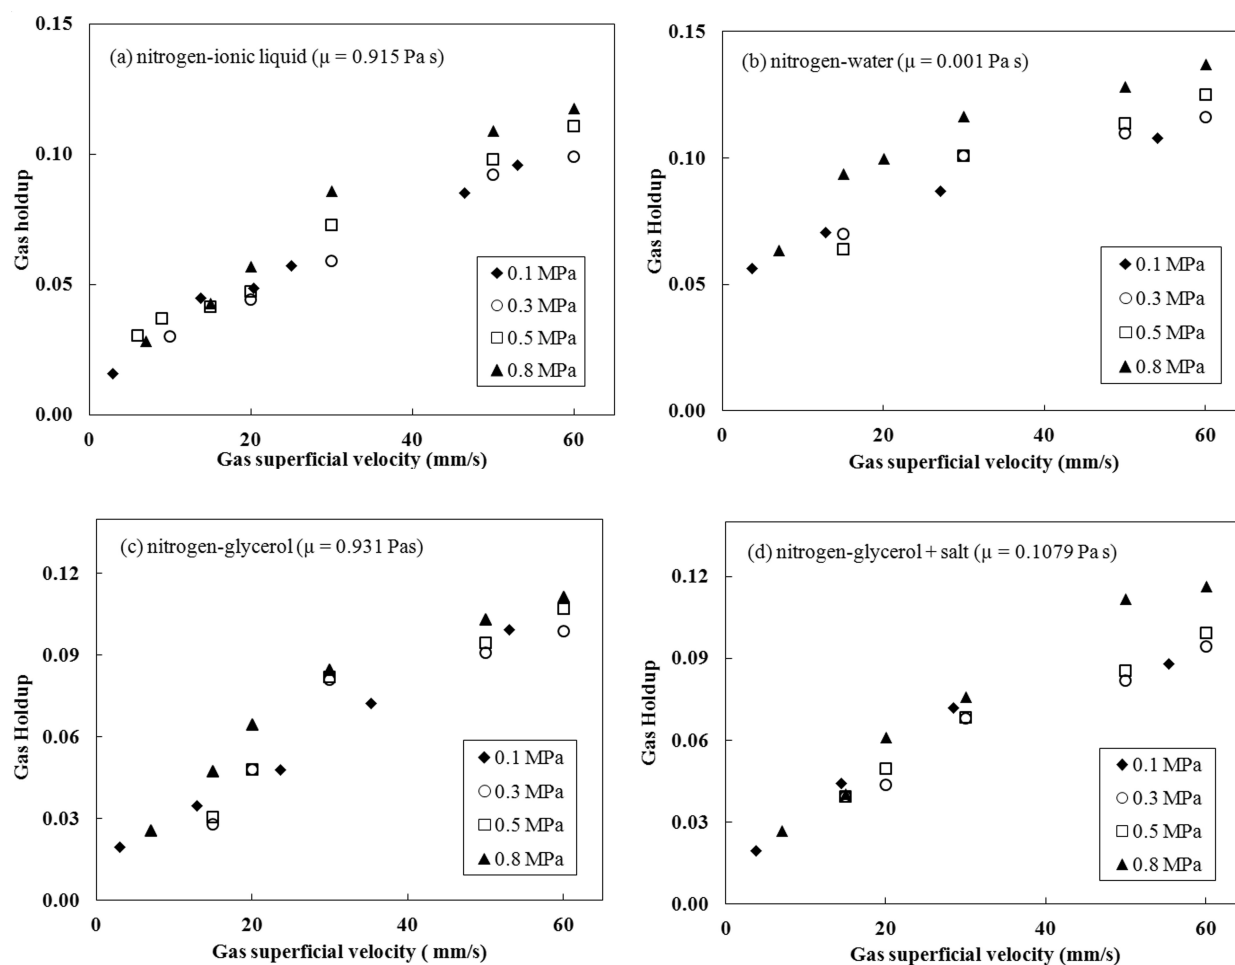 (a) nitrogen-ionic liquid (μ = 0.915 Pa s)
0.15
0.10
0.05
0.00
Gas holdup
0.1 MPa
0.3 MPa
0.5 MPa
0.8 MPa
0 20 40 60
Gas superficial velocity (mm/s)
(b) nitrogen-water (μ = 0.001 Pa s)
0.15
0.10
0.05
0.00
Gas Holdup
0.1 MPa
0.3 MPa
0.5 MPa
0.8 MPa
0 20 40 60
Gas superficial velocity (mm/s)
(c) nitrogen-glycerol (μ = 0.931 Pas)
0.12
0.09
0.06
0.03
0.00
Gas Holdup
0.1 MPa
0.3 MPa
0.5 MPa
0.8 MPa
0 20 40 60
Gas superficial velocity ( mm/s)
(d) nitrogen-glycerol + salt (μ = 0.1079 Pa s)
0.12
0.09
0.06
0.03
0.00
Gas Holdup
0.1 MPa
0.3 MPa
0.5 MPa
0.8 MPa
0 20 40 60
Gas superficial velocity (mm/s)